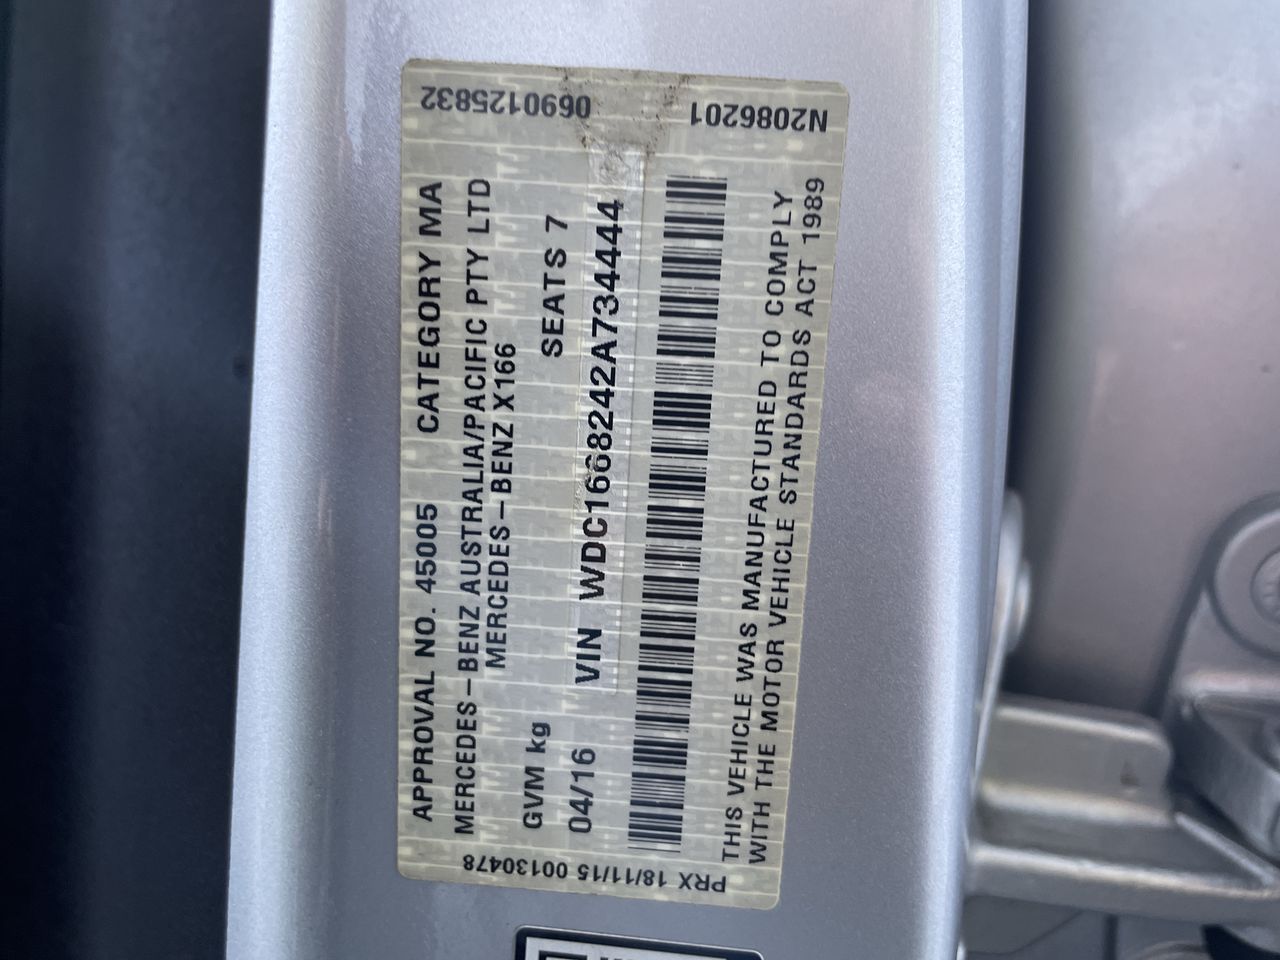 APPROVAL NO. 45005 CATEGORY MA
MERCEDES-BENZ AUSTRALIA/PACIFIC PTY LTD
MERCEDES-BENZ X166
GVM kg SEATS 7
04/16 VIN WDC1668242A734444
THIS VEHICLE WAS MANUFACTURED TO COMPLY
WITH THE MOTOR VEHICLE STANDARDS ACT 1989
PRX 18/11/15 00130478
N2086201 0690125832